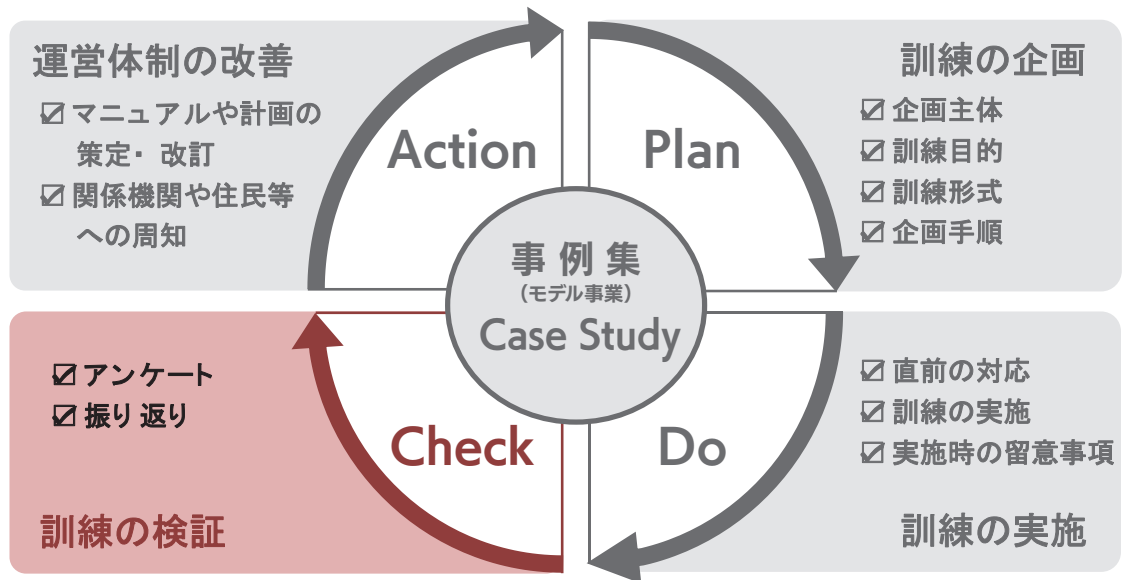 運営体制の改善
☑ マニュアルや計画の
策定・ 改訂
☑ 関係機関や住民等
への周知
Action
Plan
訓練の企画
☑ 企画主体
☑ 訓練目的
☑ 訓練形式
☑ 企画手順
事例集
(モデル事業)
Case Study
☑ アンケート
☑ 振り返り
訓練の検証
Check
Do
☑ 直前の対応
☑ 訓練の実施
☑ 実施時の留意事項
訓練の実施